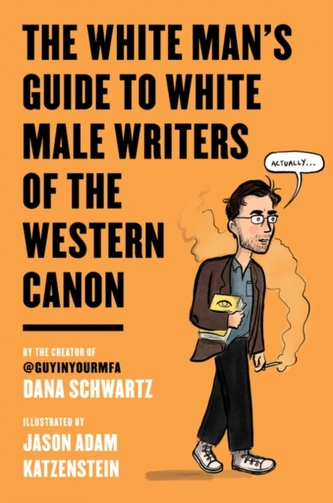 THE WHITE MAN'S
GUIDE TO WHITE
MALE WRITERS
OF THE
WESTERN
CANON
ACTUALLY...
BY THE CREATOR OF
@GUYINYOURMFA
DANA SCHWARTZ
ILLUSTRATED BY
JASON ADAM
KATZENSTEIN